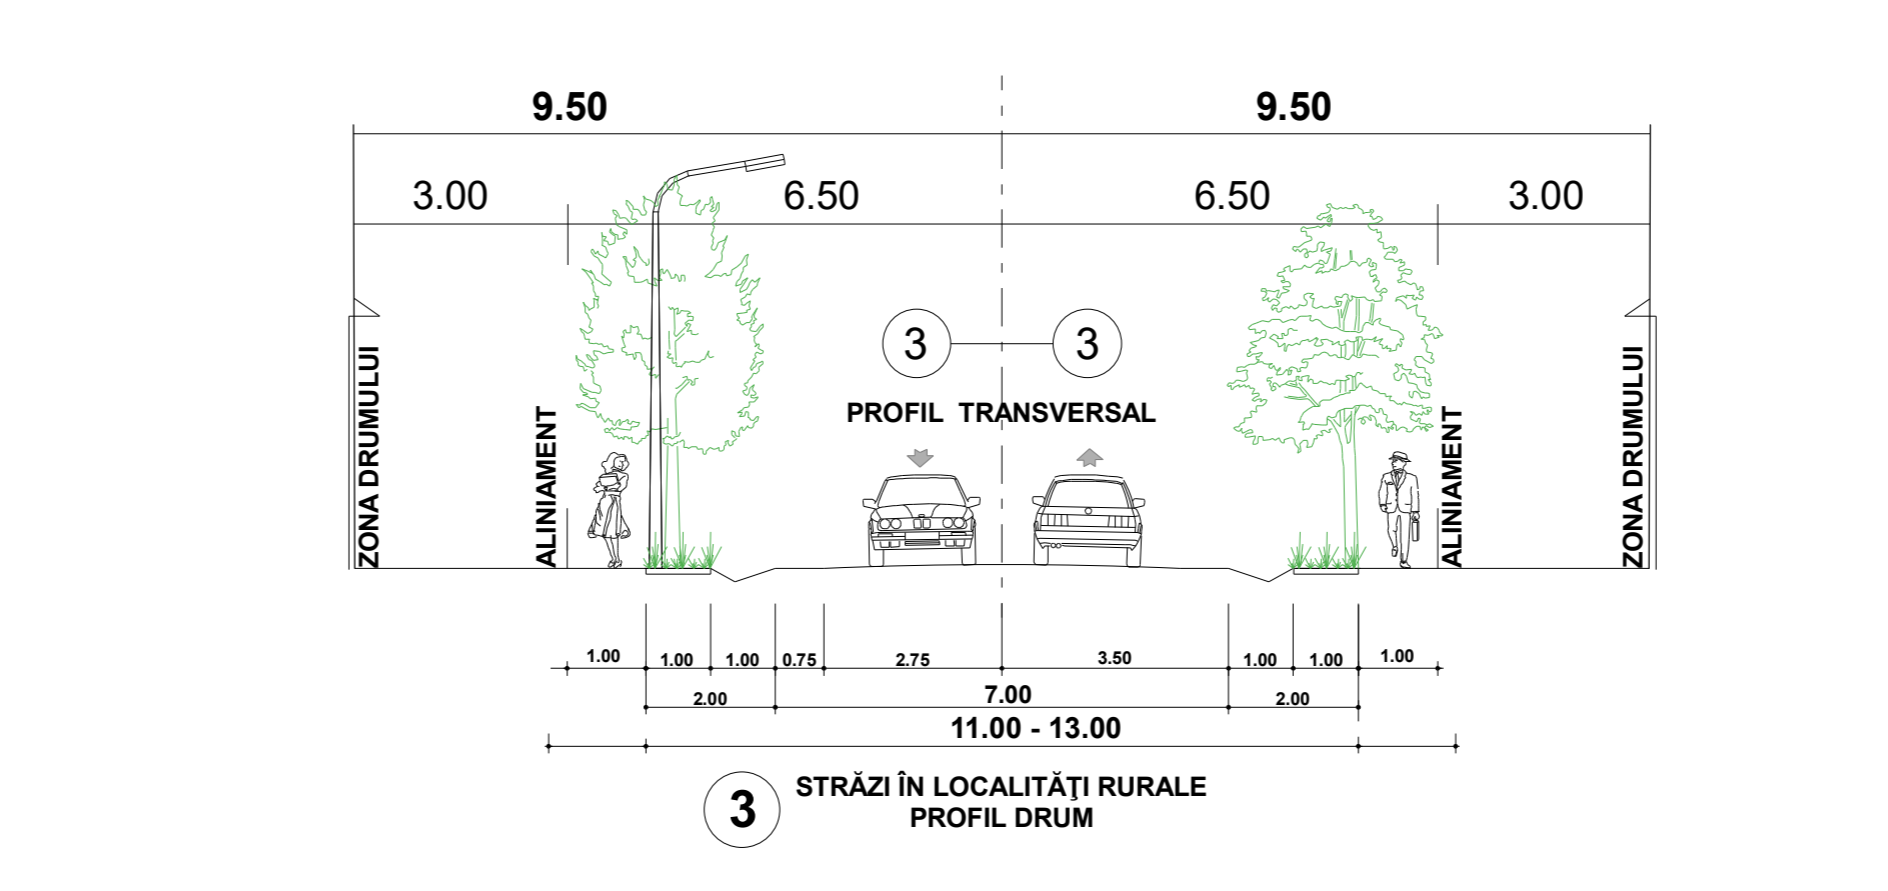 9.50 9.50
3.00 6.50 6.50 3.00
3 3
PROFIL TRANSVERSAL
ZONA DRUMULUI
ALINIAMENT
ALINIAMENT
ZONA DRUMULUI
1.00 1.00 1.00 0.75 2.75 3.50 1.00 1.00 1.00
2.00 7.00 2.00
11.00 - 13.00
3 STRĂZI ÎN LOCALITĂŢI RURALE
PROFIL DRUM